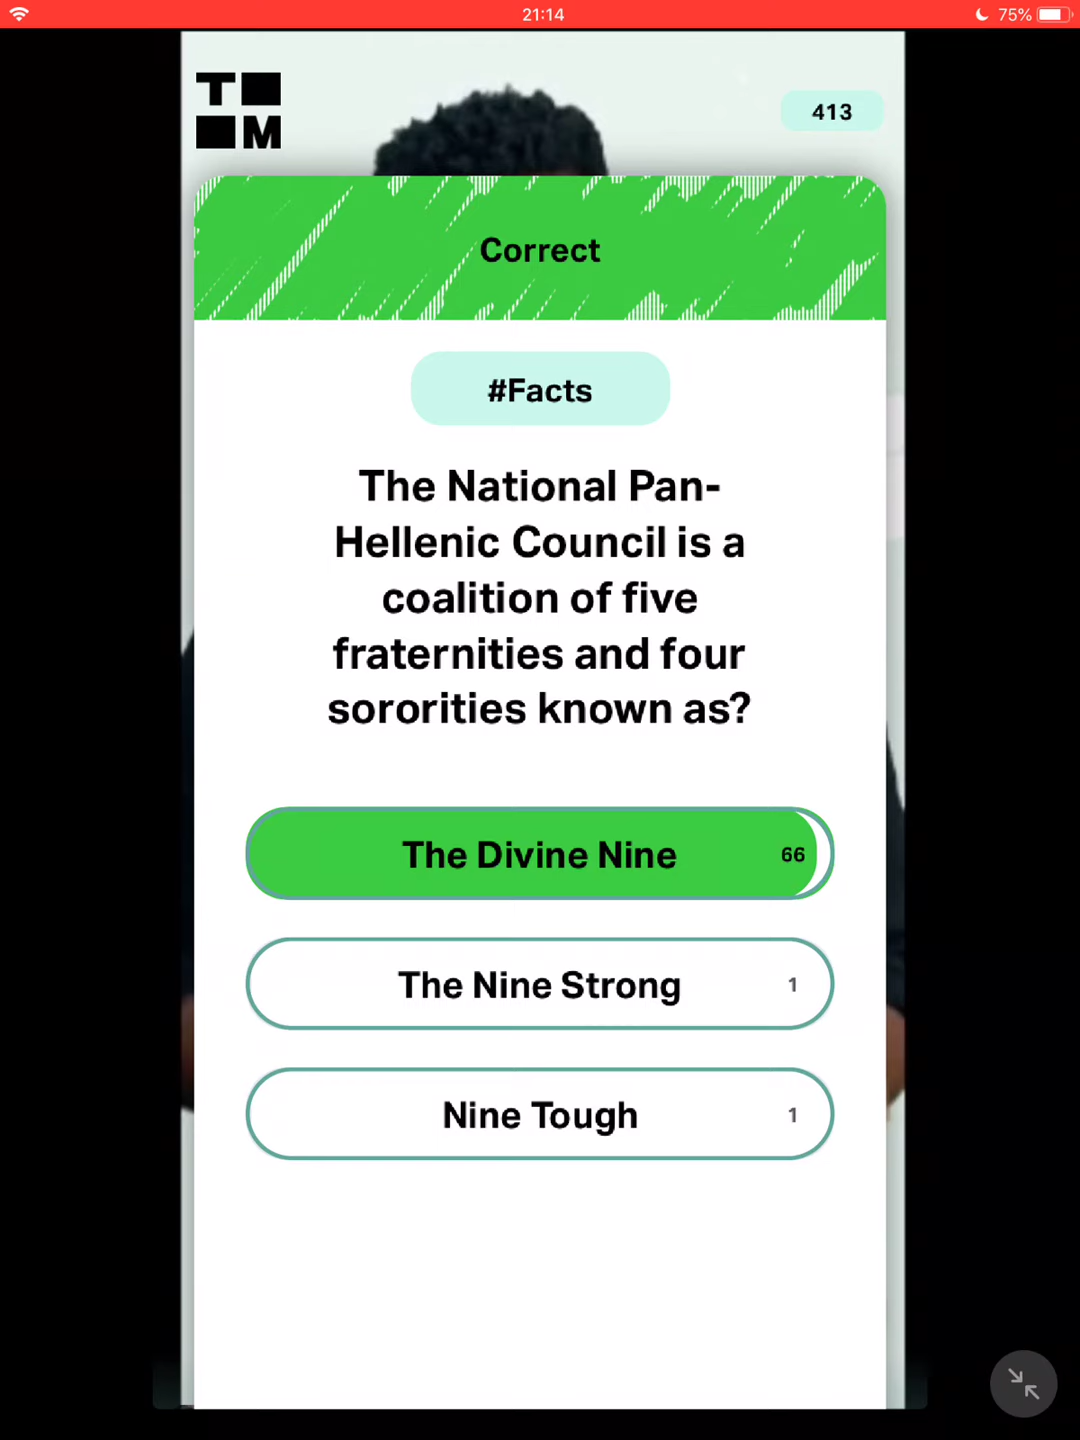 21:14
75%
T
M
413
Correct
#Facts
The National Pan-
Hellenic Council is a
coalition of five
fraternities and four
sororities known as?
The Divine Nine
66
The Nine Strong
1
Nine Tough
1